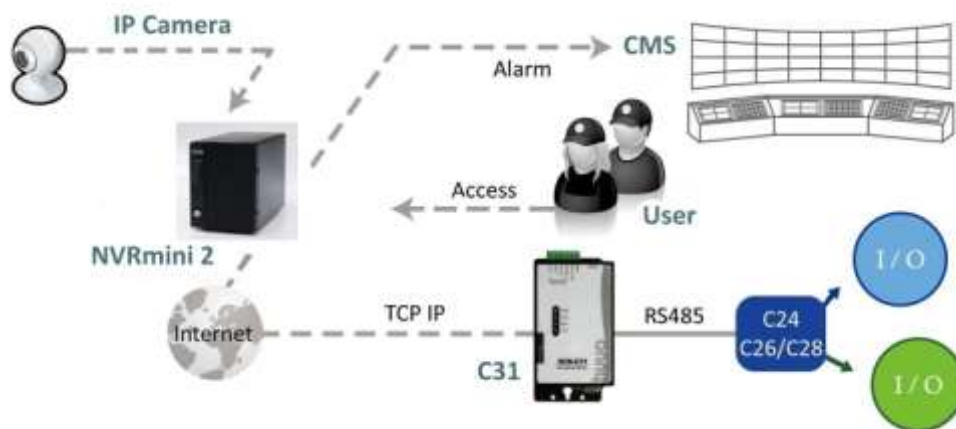 IP Camera
CMS
Alarm
Access
User
NVRmini 2
Internet
TCP IP
RS485
C31
C24
C26/C28
I / O
I / O